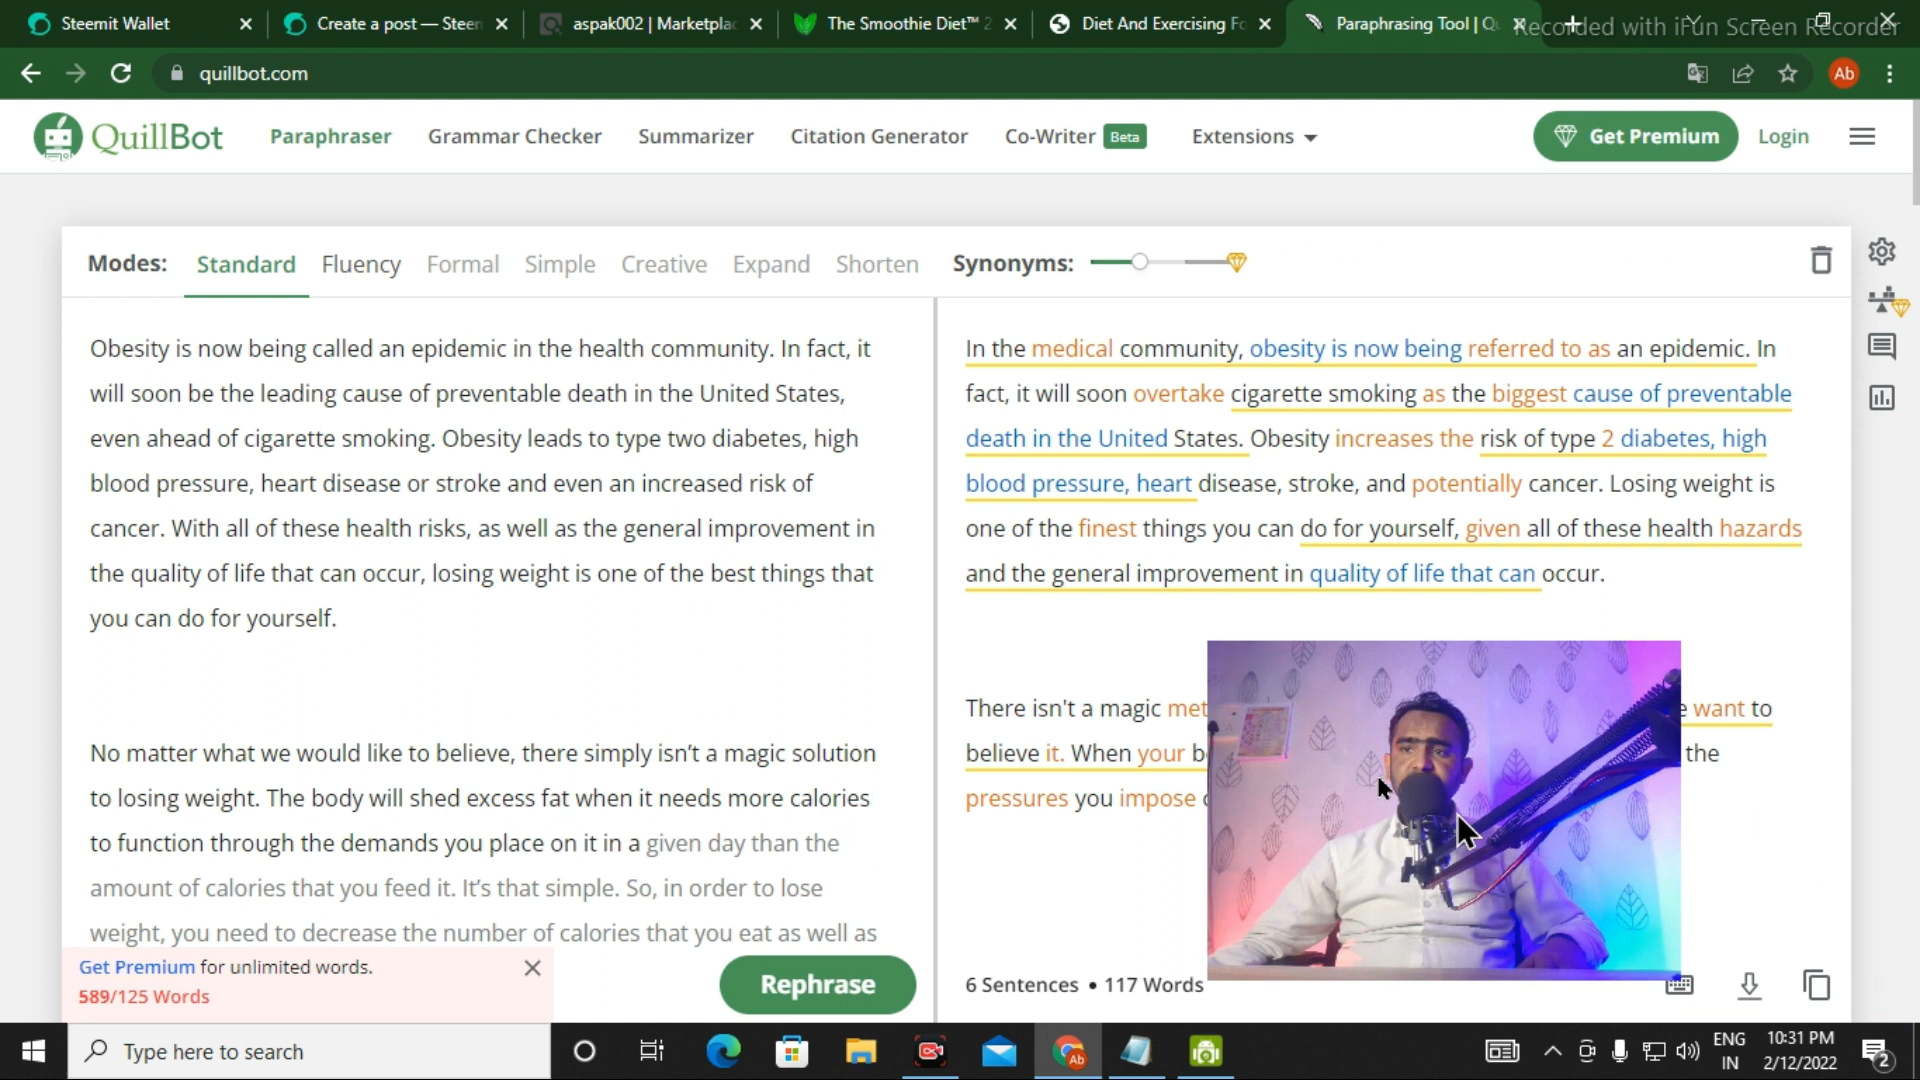 Steemit Wallet
Create a post — Steem
aspak002 | Marketplac
The Smoothie Diet™ 2
Diet And Exercising Fo
Paraphrasing Tool | Qu
Recorded with iFun Screen Recorder
quillbot.com
Ab
QuillBot
Paraphraser
Grammar Checker
Summarizer
Citation Generator
Co-Writer Beta
Extensions
Get Premium
Login
Modes:
Standard
Fluency
Formal
Simple
Creative
Expand
Shorten
Synonyms:
Obesity is now being called an epidemic in the health community. In fact, it
will soon be the leading cause of preventable death in the United States,
even ahead of cigarette smoking. Obesity leads to type two diabetes, high
blood pressure, heart disease or stroke and even an increased risk of
cancer. With all of these health risks, as well as the general improvement in
the quality of life that can occur, losing weight is one of the best things that
you can do for yourself.
No matter what we would like to believe, there simply isn’t a magic solution
to losing weight. The body will shed excess fat when it needs more calories
to function through the demands you place on it in a given day than the
amount of calories that you feed it. It’s that simple. So, in order to lose
weight, you need to decrease the number of calories that you eat as well as
Get Premium for unlimited words.
589/125 Words
Rephrase
In the medical community, obesity is now being referred to as an epidemic. In
fact, it will soon overtake cigarette smoking as the biggest cause of preventable
death in the United States. Obesity increases the risk of type 2 diabetes, high
blood pressure, heart disease, stroke, and potentially cancer. Losing weight is
one of the finest things you can do for yourself, given all of these health hazards
and the general improvement in quality of life that can occur.
There isn't a magic met want to
believe it. When your b the
pressures you impose
6 Sentences • 117 Words
Type here to search
Ab
ENG
IN
10:31 PM
2/12/2022
2